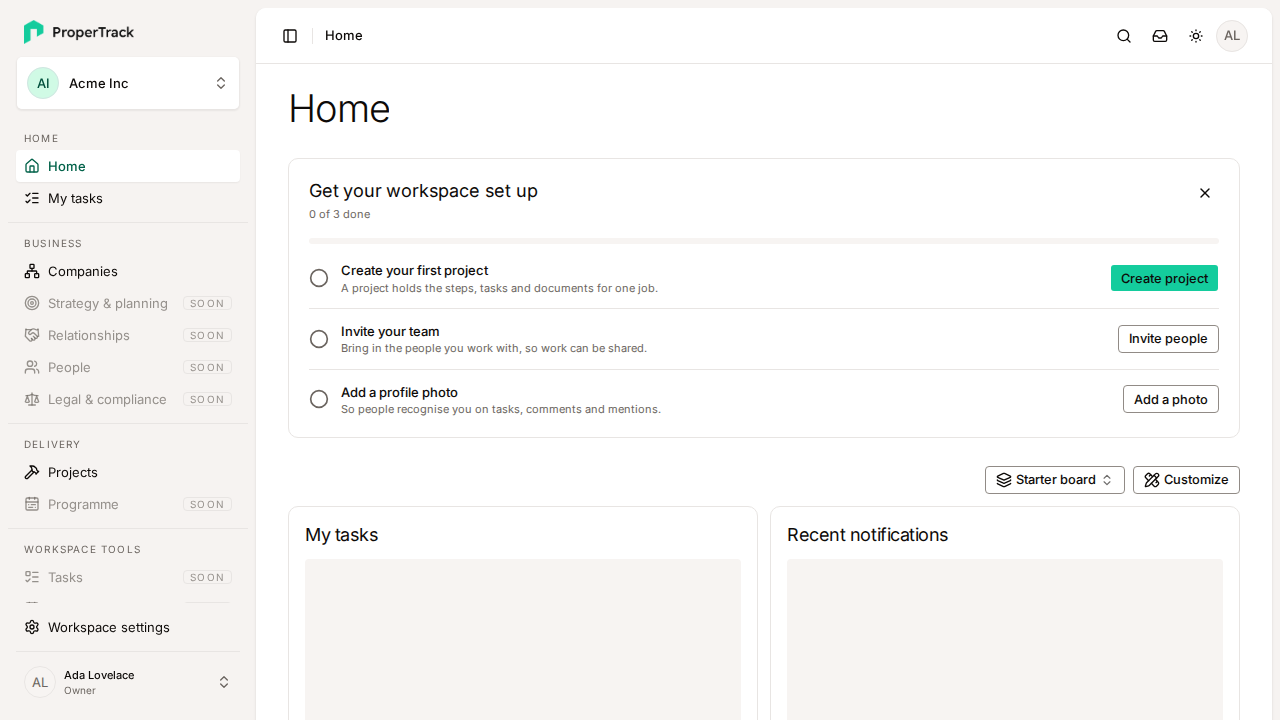 ProperTrack
AI
Acme Inc
HOME
Home
My tasks
BUSINESS
Companies
Strategy & planning SOON
Relationships SOON
People SOON
Legal & compliance SOON
DELIVERY
Projects
Programme SOON
WORKSPACE TOOLS
Tasks SOON
Workspace settings
AL
Ada Lovelace
Owner
Home
AL
Home
Get your workspace set up
0 of 3 done
Create your first project
A project holds the steps, tasks and documents for one job.
Create project
Invite your team
Bring in the people you work with, so work can be shared.
Invite people
Add a profile photo
So people recognise you on tasks, comments and mentions.
Add a photo
Starter board
Customize
My tasks
Recent notifications